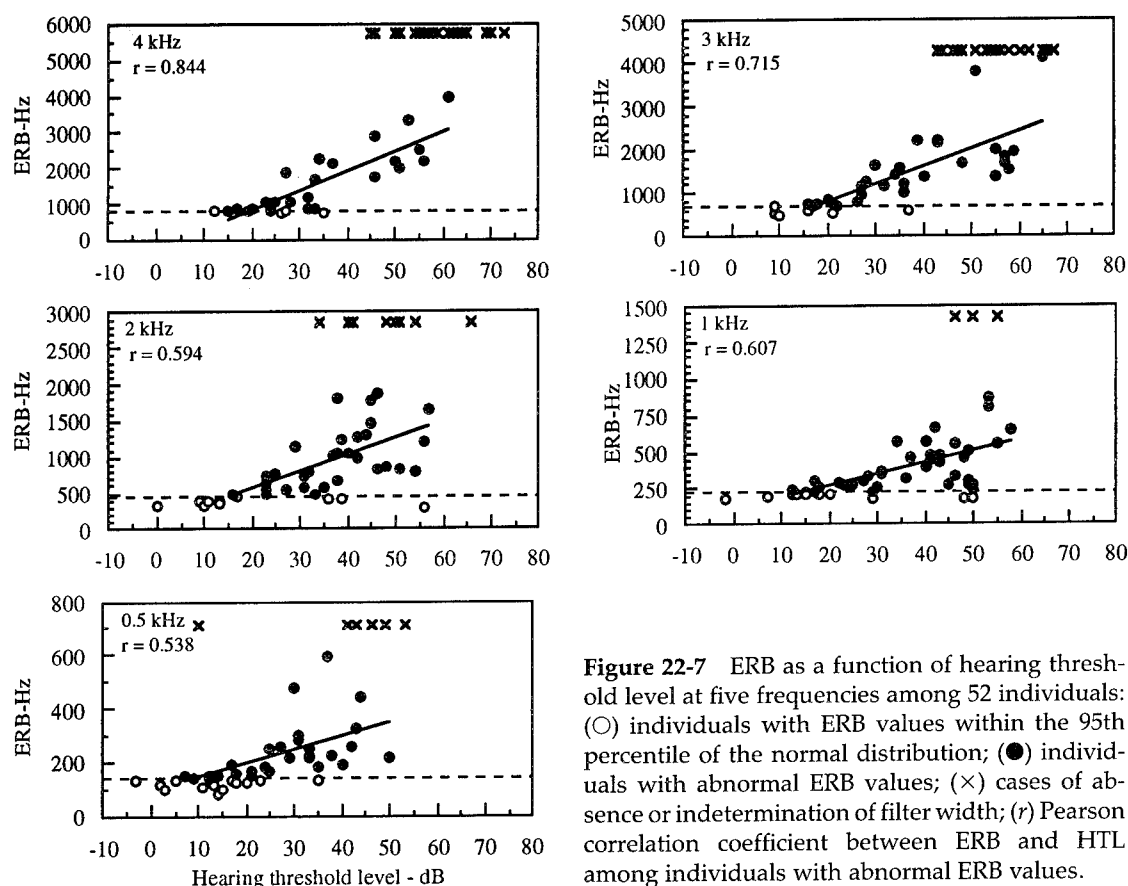 6000
5000
4000
3000
2000
1000
0
ERB-Hz
4 kHz
r = 0.844
-10 0 10 20 30 40 50 60 70 80
5000
4000
3000
2000
1000
0
ERB-Hz
3 kHz
r = 0.715
-10 0 10 20 30 40 50 60 70 80
3000
2500
2000
1500
1000
500
0
ERB-Hz
2 kHz
r = 0.594
-10 0 10 20 30 40 50 60 70 80
1500
1250
1000
750
500
250
0
ERB-Hz
1 kHz
r = 0.607
-10 0 10 20 30 40 50 60 70 80
800
600
400
200
0
ERB-Hz
0.5 kHz
r = 0.538
-10 0 10 20 30 40 50 60 70 80
Hearing threshold level - dB
Figure 22-7 ERB as a function of hearing thresh-
old level at five frequencies among 52 individuals:
(○) individuals with ERB values within the 95th
percentile of the normal distribution; (●) individ-
uals with abnormal ERB values; (×) cases of ab-
sence or indetermination of filter width; (r) Pearson
correlation coefficient between ERB and HTL
among individuals with abnormal ERB values.